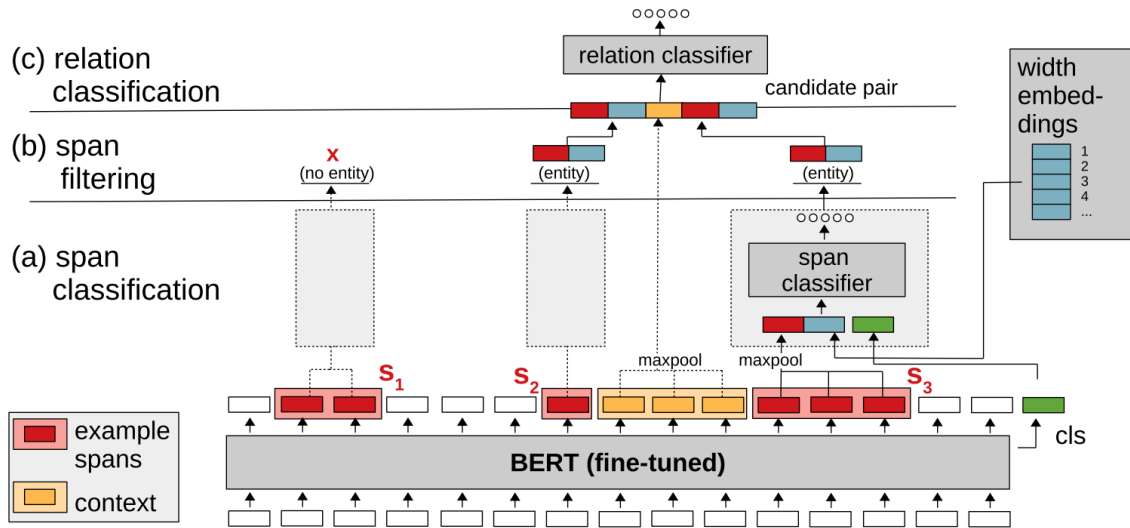 (c) relation
classification
relation classifier
candidate pair
width
embed-
dings
1
2
3
4
...
(b) span
filtering
x
(no entity)
(entity)
(entity)
(a) span
classification
span
classifier
maxpool
maxpool
s1
s2
s3
cls
BERT (fine-tuned)
example
spans
context